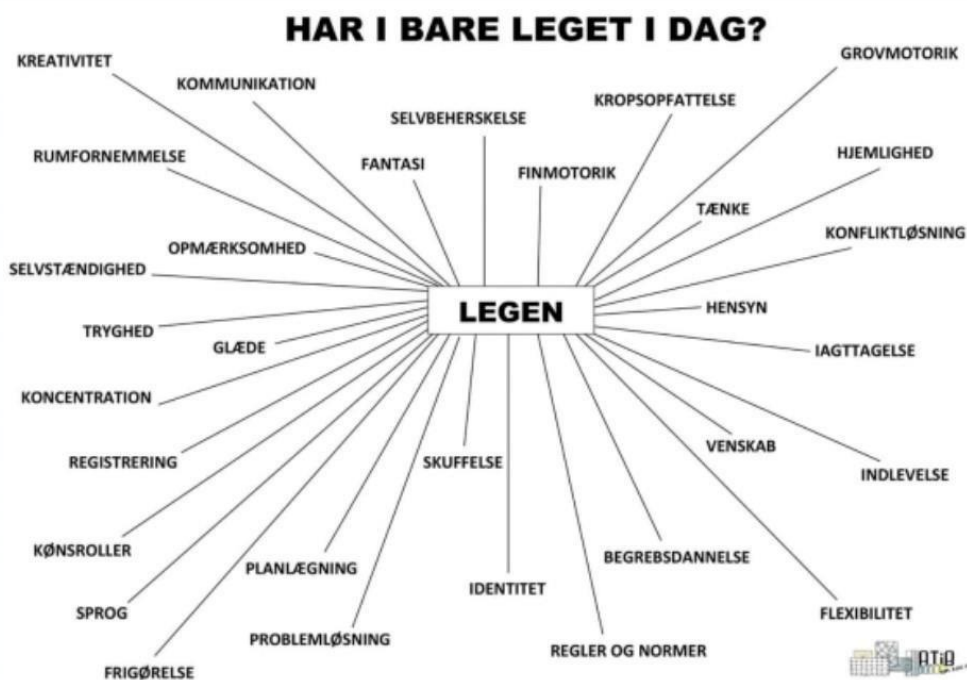 HAR I BARE LEGET I DAG?
KREATIVITET
KOMMUNIKATION
SELVBEHERSKELSE
KROPSOPFATTELSE
GROVMOTORIK
RUMFORNEMMELSE
FANTASI
FINMOTORIK
HJEMLIGHED
TÆNKE
OPMÆRKSOMHED
KONFLIKTLØSNING
SELVSTÆNDIGHED
LEGEN
HENSYN
TRYGHED
GLÆDE
IAGTTAGELSE
KONCENTRATION
REGISTRERING
SKUFFELSE
VENSKAB
INDLEVELSE
KØNSROLLER
PLANLÆGNING
IDENTITET
BEGREBSDANNELSE
SPROG
PROBLEMLØSNING
REGLER OG NORMER
FLEXIBILITET
FRIGØRELSE